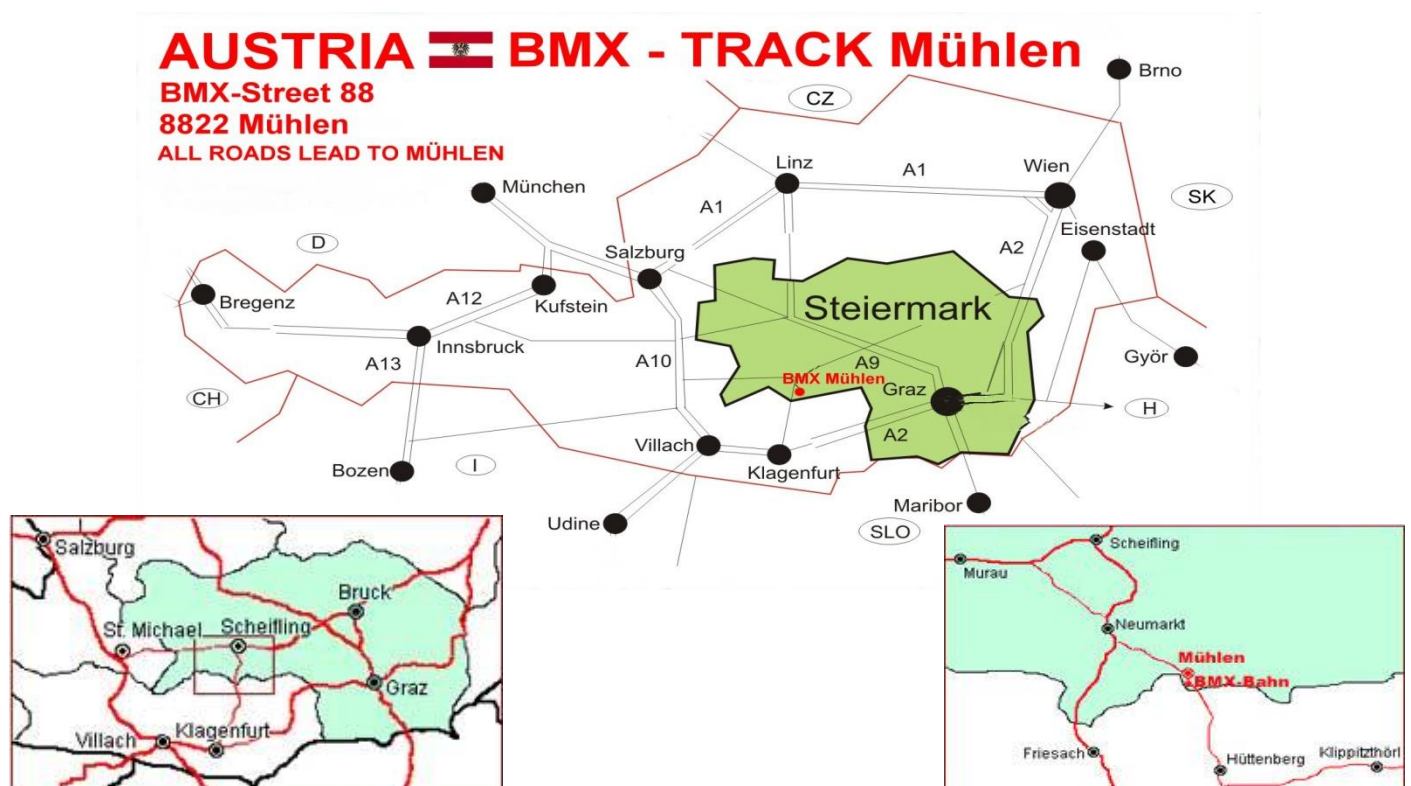 AUSTRIA BMX - TRACK Mühlen
BMX-Street 88
8822 Mühlen
ALL ROADS LEAD TO MÜHLEN
Brno
CZ
Linz
A1
Wien
München
A1
SK
Eisenstadt
D
Salzburg
A2
Bregenz
A12
Kufstein
Steiermark
Innsbruck
A13
A10
A9
Györ
BMX Mühlen
Graz
CH
H
Villach
A2
Klagenfurt
Bozen
I
Maribor
Udine
SLO
Salzburg
Bruck
St. Michael
Scheifling
Graz
Klagenfurt
Villach
Scheifling
Murau
Neumarkt
Mühlen
BMX-Bahn
Friesach
Hüttenberg
Klippitzthörl